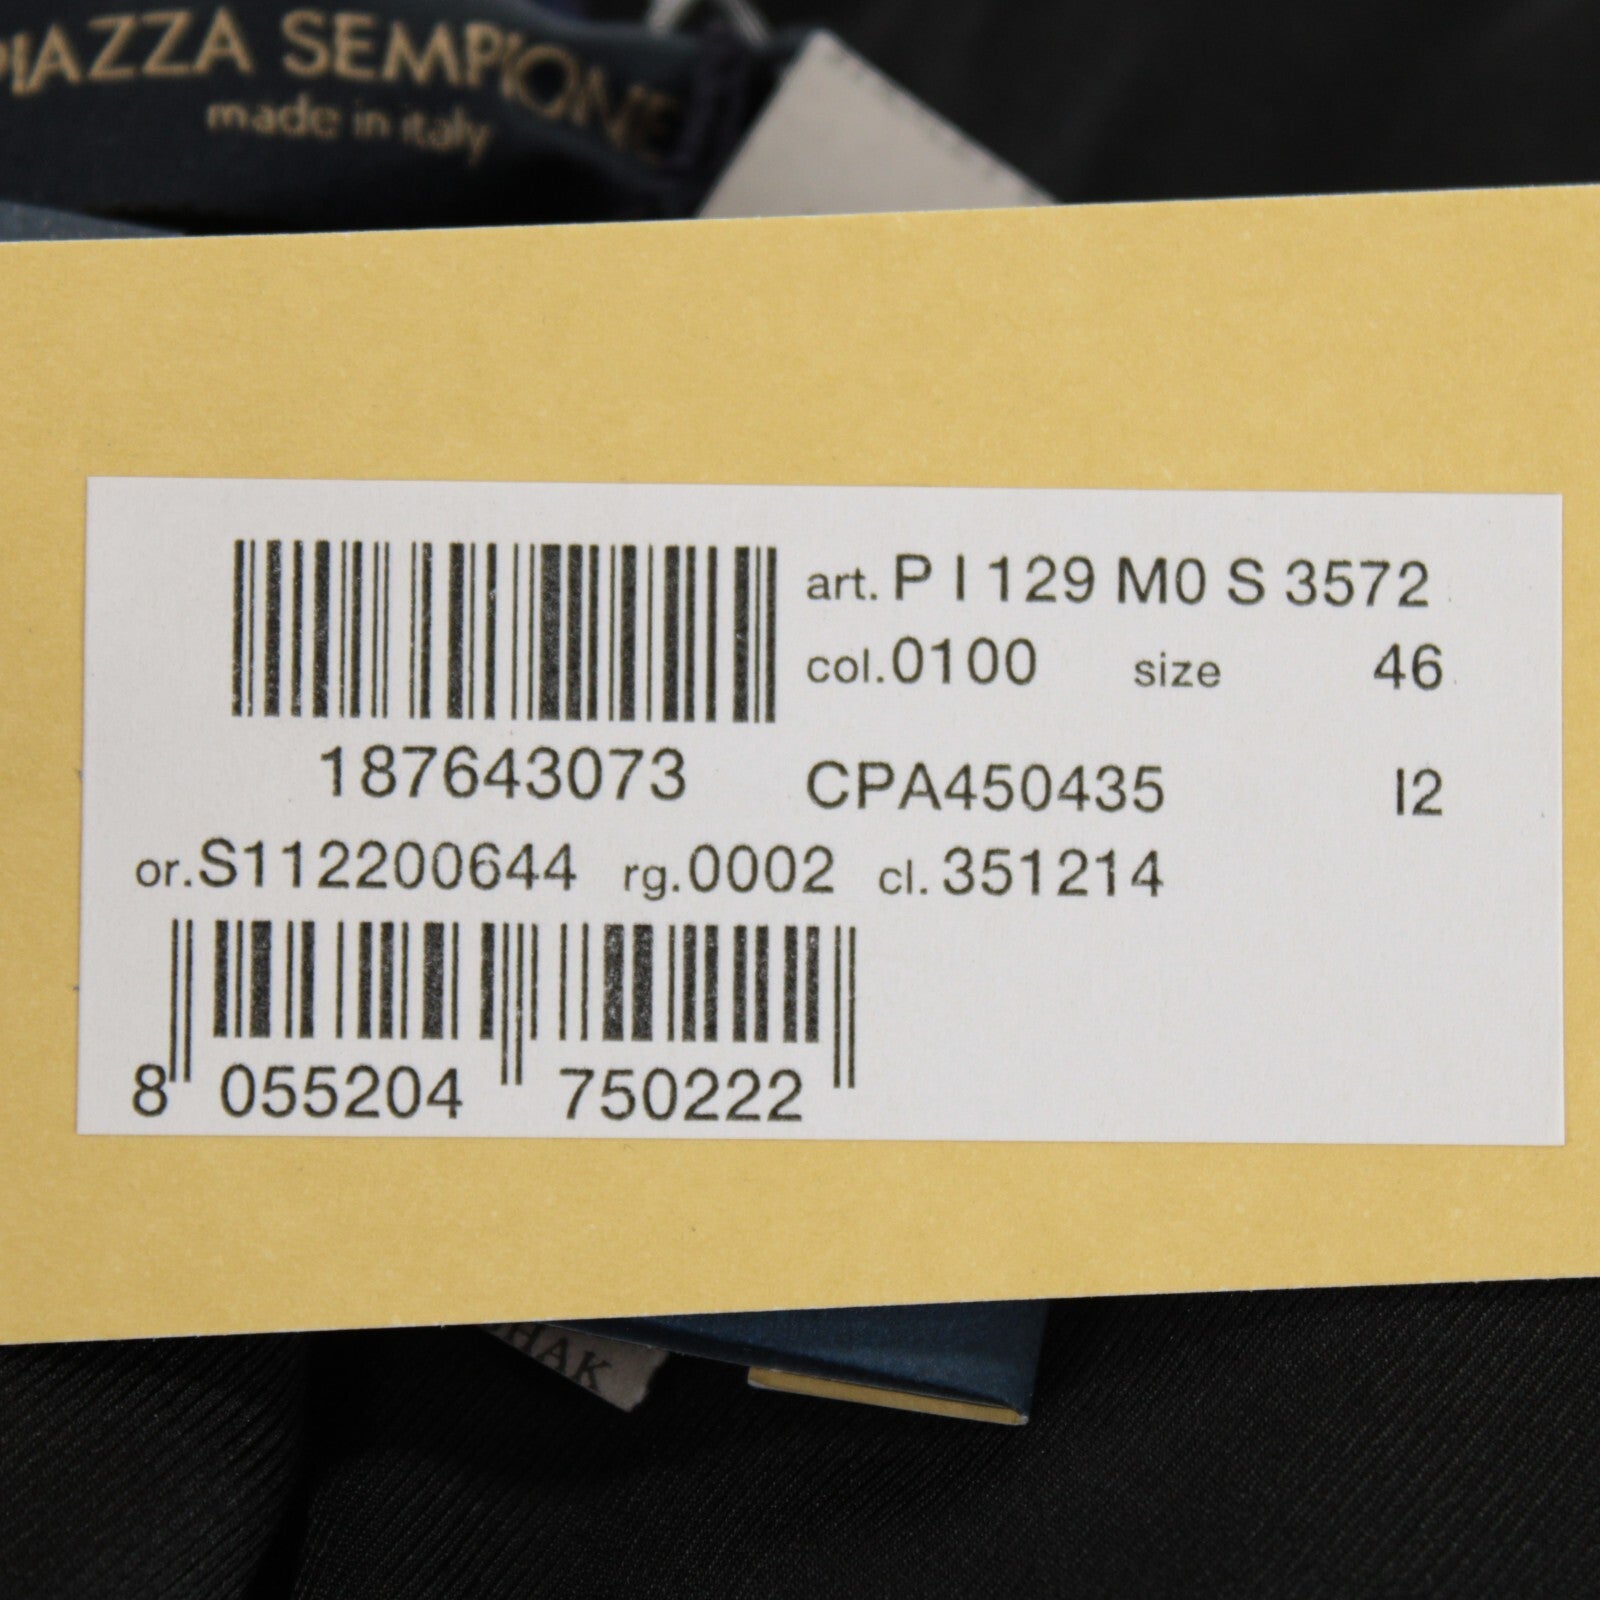 PIAZZA SEMPIONE
made in italy
art. P I 129 M0 S 3572
col.0100 size 46
187643073 CPA450435 I2
or.S112200644 rg.0002 cl. 351214
8 055204 750222